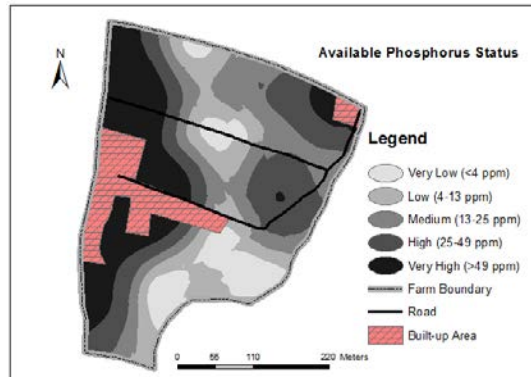 N
Available Phosphorus Status
Legend
Very Low (<4 ppm)
Low (4-13 ppm)
Medium (13-25 ppm)
High (25-49 ppm)
Very High (>49 ppm)
Farm Boundary
Road
Built-up Area
0 55 110 220
Meters